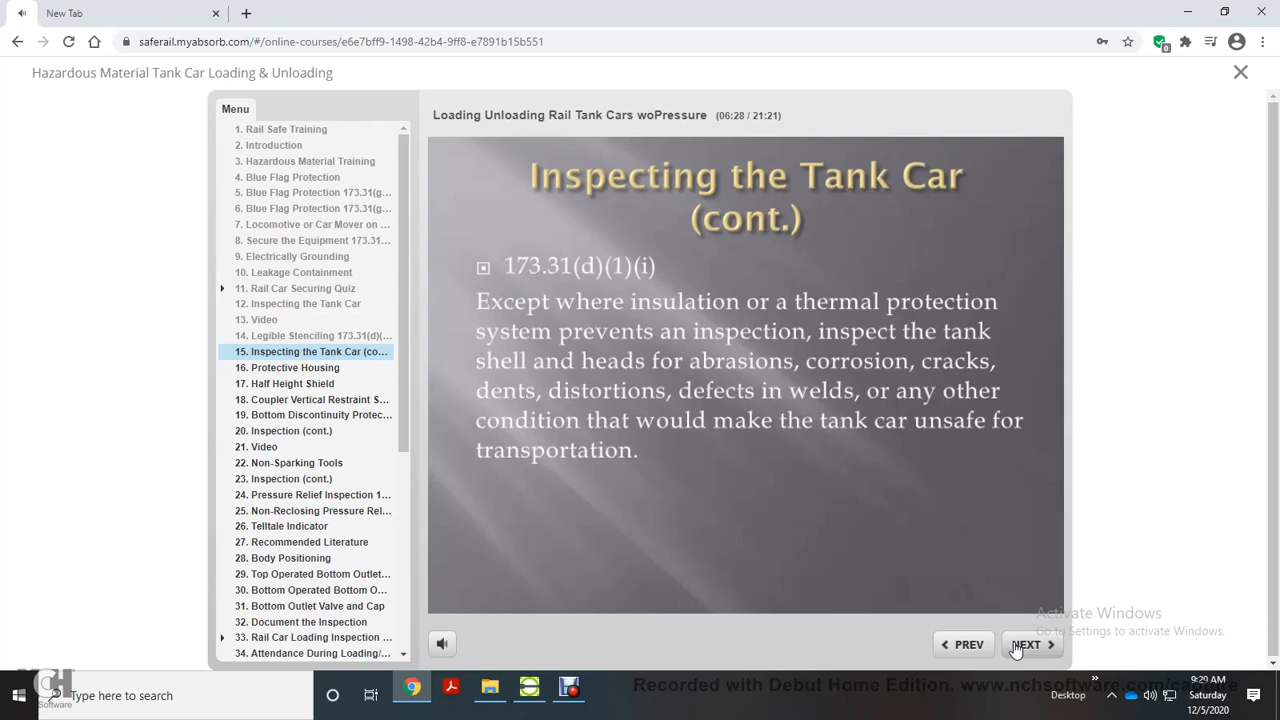 New Tab
saferail.myabsorb.com/#/online-courses/e6e7bff9-1498-42b4-9ff8-e7891b15b551
0
Hazardous Material Tank Car Loading & Unloading
Menu
1. Rail Safe Training
2. Introduction
3. Hazardous Material Training
4. Blue Flag Protection
5. Blue Flag Protection 173.31(g...
6. Blue Flag Protection 173.31(g...
7. Locomotive or Car Mover on ...
8. Secure the Equipment 173.31...
9. Electrically Grounding
10. Leakage Containment
11. Rail Car Securing Quiz
12. Inspecting the Tank Car
13. Video
14. Legible Stenciling 173.31(d)(...
15. Inspecting the Tank Car (co...
16. Protective Housing
17. Half Height Shield
18. Coupler Vertical Restraint S...
19. Bottom Discontinuity Protec...
20. Inspection (cont.)
21. Video
22. Non-Sparking Tools
23. Inspection (cont.)
24. Pressure Relief Inspection 1...
25. Non-Reclosing Pressure Rel...
26. Telltale Indicator
27. Recommended Literature
28. Body Positioning
29. Top Operated Bottom Outlet...
30. Bottom Operated Bottom O...
31. Bottom Outlet Valve and Cap
32. Document the Inspection
33. Rail Car Loading Inspection ...
34. Attendance During Loading/...
Loading Unloading Rail Tank Cars woPressure (06:28 / 21:21)
Inspecting the Tank Car
(cont.)
173.31(d)(1)(i)
Except where insulation or a thermal protection
system prevents an inspection, inspect the tank
shell and heads for abrasions, corrosion, cracks,
dents, distortions, defects in welds, or any other
condition that would make the tank car unsafe for
transportation.
Activate Windows
Go to Settings to activate Windows.
PREV
NEXT
NCH
Software
Type here to search
Recorded with Debut Home Edition. www.nchsoftware.com/capture
Desktop
9:29 AM
Saturday
12/5/2020